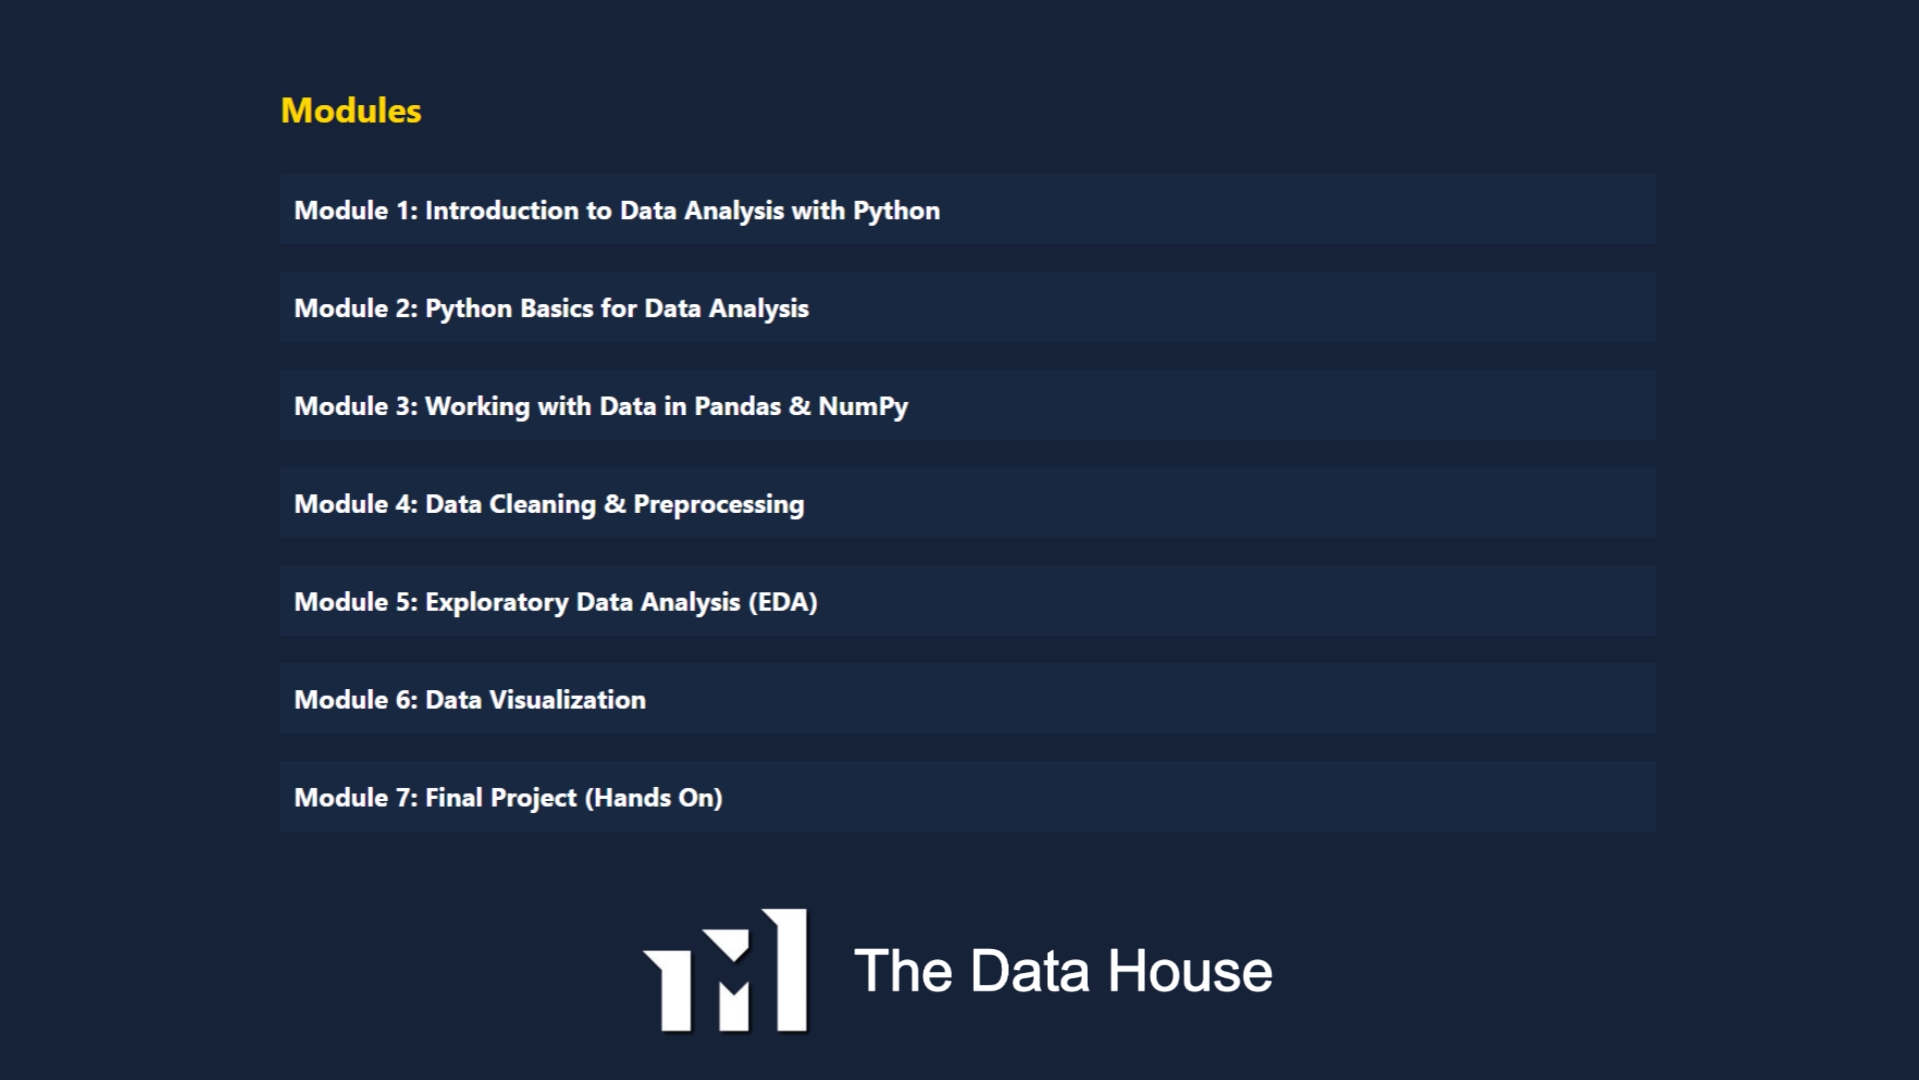 Modules
Module 1: Introduction to Data Analysis with Python
Module 2: Python Basics for Data Analysis
Module 3: Working with Data in Pandas & NumPy
Module 4: Data Cleaning & Preprocessing
Module 5: Exploratory Data Analysis (EDA)
Module 6: Data Visualization
Module 7: Final Project (Hands On)
The Data House